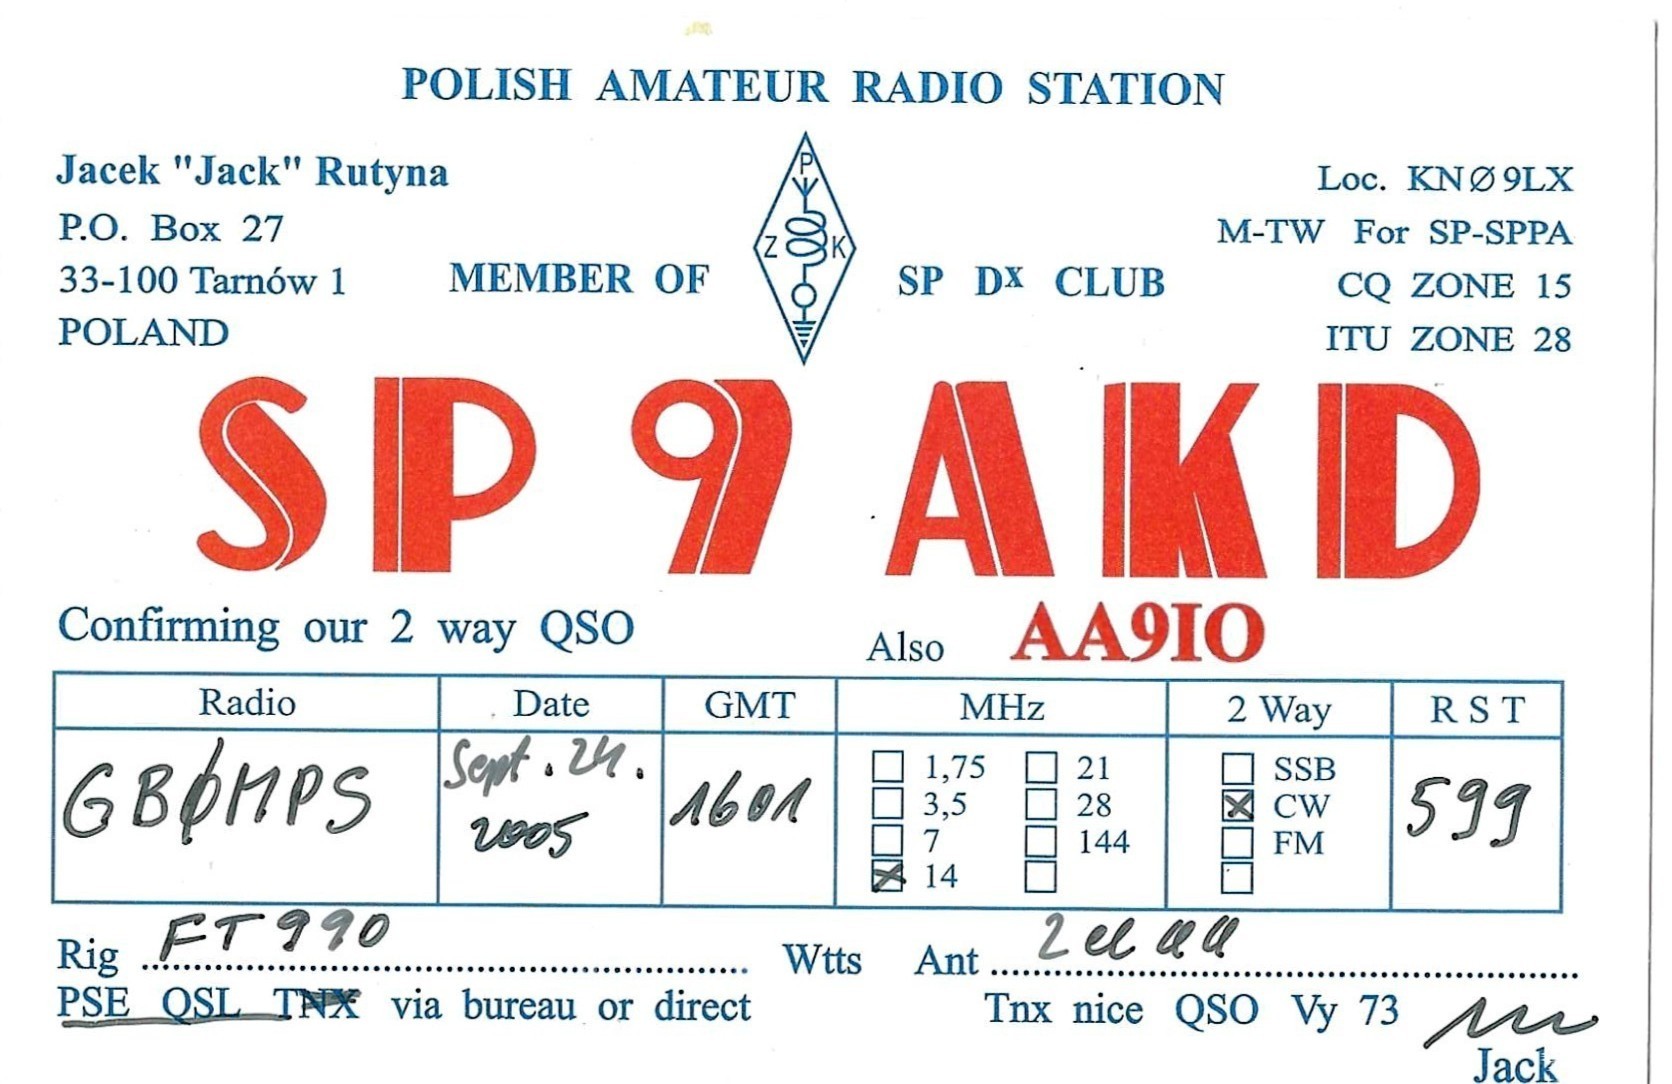 POLISH AMATEUR RADIO STATION
Jacek "Jack" Rutyna
P.O. Box 27
33-100 Tarnów 1
POLAND
MEMBER OF
P
Z K
SP Dx CLUB
Loc. KNØ9LX
M-TW For SP-SPPA
CQ ZONE 15
ITU ZONE 28
SP9AKD
Confirming our 2 way QSO
Also AA9IO
Radio Date GMT MHz 2 Way RST
GBØMPS
Sept. 24.
2005
1601
1,75 21
3,5 28
7 144
14
SSB
CW
FM
599
Rig FT990 Wtts Ant 2 el
PSE QSL TNX via bureau or direct
Tnx nice QSO Vy 73
Jack